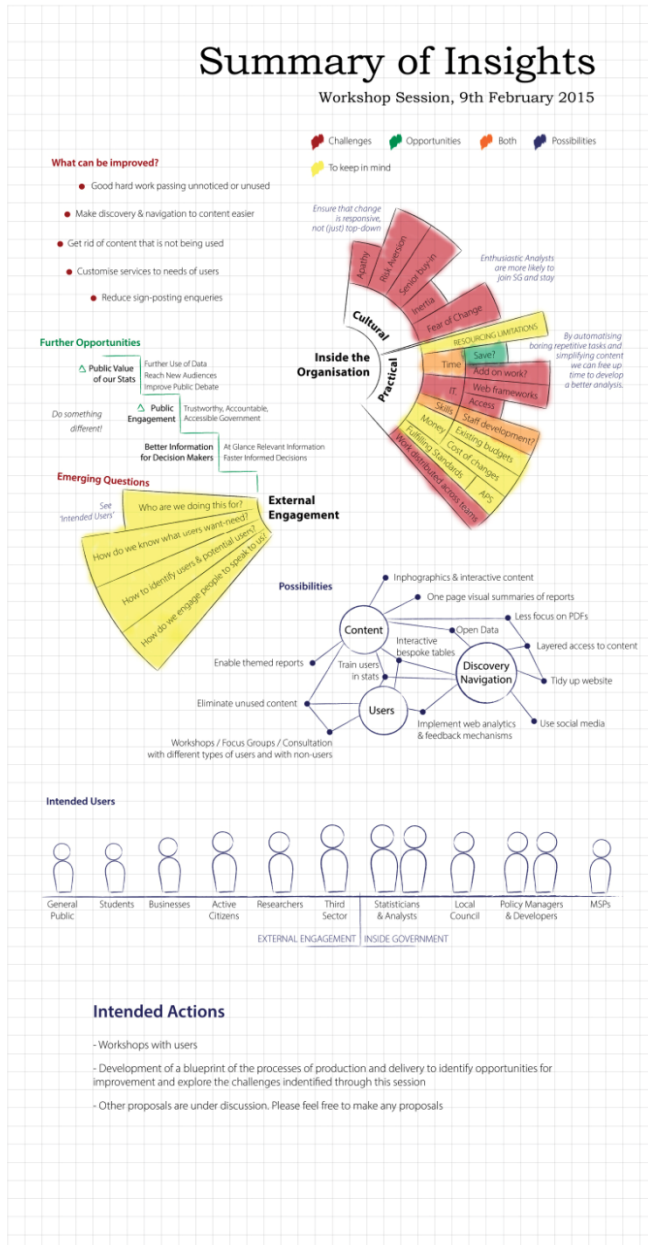 Summary of Insights
Workshop Session, 9th February 2015
Challenges
Opportunities
Both
Possibilities
To keep in mind
What can be improved?
Good hard work passing unnoticed or unused
Make discovery & navigation to content easier
Get rid of content that is not being used
Customise services to needs of users
Reduce sign-posting enqueries
Ensure that change
is responsive,
not (just) top-down
Apathy
Risk Aversion
Senior buy-in
Inertia
Fear of Change
Cultural
Enthusiastic Analysts
are more likely to
join SG and stay
Inside the
Organisation
Practical
RESOURCING LIMITATIONS
Time
Save?
Add on work?
IT
Web frameworks
Access
Skills
Staff development?
Money
Existing budgets
Cost of changes
Fulfilling Standards
APS
Work distributed across teams
By automatising
boring repetitive tasks and
simplifying content
we can free up
time to develop
a better analysis.
Further Opportunities
Public Value
of our Stats
Further Use of Data
Reach New Audiences
Improve Public Debate
Do something
different!
Public
Engagement
Trustworthy, Accountable,
Accessible Government
Better Information
for Decision Makers
At Glance Relevant Information
Faster Informed Decisions
Emerging Questions
See
'Intended Users'
Who are we doing this for?
How do we know what users want-need?
How to identify users & potential users?
How do we engage people to speak to us?
External
Engagement
Possibilities
Inphographics & interactive content
One page visual summaries of reports
Less focus on PDFs
Content
Open Data
Interactive
bespoke tables
Layered access to content
Enable themed reports
Train users
in stats
Discovery
Navigation
Tidy up website
Eliminate unused content
Users
Implement web analytics
& feedback mechanisms
Use social media
Workshops / Focus Groups / Consultation
with different types of users and with non-users
Intended Users
General
Public
Students
Businesses
Active
Citizens
Researchers
Third
Sector
Statisticians
& Analysts
Local
Council
Policy Managers
& Developers
MSPs
EXTERNAL ENGAGEMENT
INSIDE GOVERNMENT
Intended Actions
- Workshops with users
- Development of a blueprint of the processes of production and delivery to identify opportunities for
improvement and explore the challenges indentified through this session
- Other proposals are under discussion. Please feel free to make any proposals